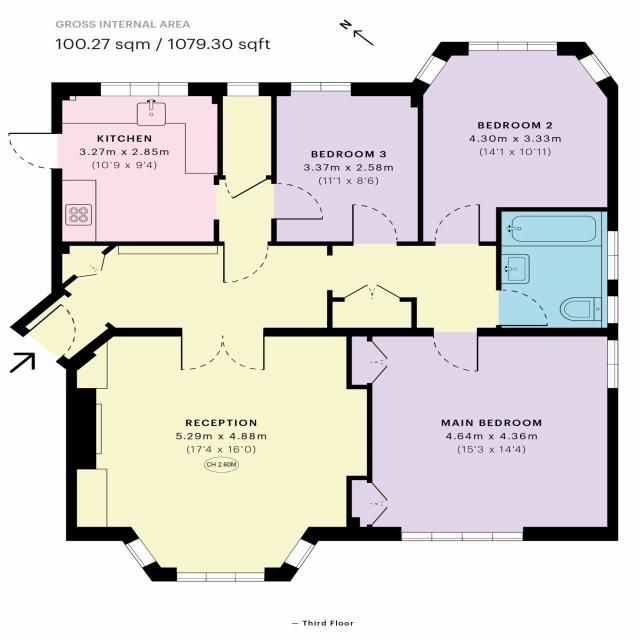 GROSS INTERNAL AREA
100.27 sqm / 1079.30 sqft
N
KITCHEN
3.27m x 2.85m
(10'9 x 9'4)
BEDROOM 3
3.37m x 2.58m
(11'1 x 8'6)
BEDROOM 2
4.30m x 3.33m
(14'1 x 10'11)
RECEPTION
5.29m x 4.88m
(17'4 x 16'0)
CH 2.60M
MAIN BEDROOM
4.64m x 4.36m
(15'3 x 14'4)
— Third Floor